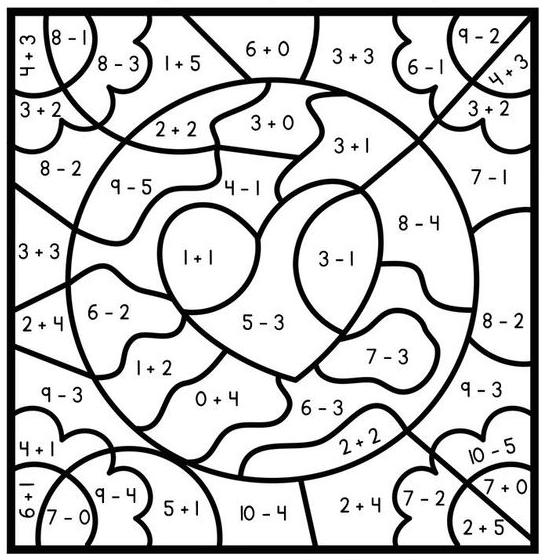 4 + 3
8 – 1
8 – 3
1 + 5
6 + 0
3 + 3
6 – 1
9 – 2
4 + 3
3 + 2
2 + 2
3 + 0
3 + 1
3 + 2
8 – 2
9 – 5
4 – 1
7 – 1
3 + 3
1 + 1
3 – 1
8 – 4
2 + 4
6 – 2
5 – 3
8 – 2
1 + 2
7 – 3
9 – 3
0 + 4
6 – 3
9 – 3
4 + 1
2 + 2
10 – 5
6 + 1
7 – 0
9 – 4
5 + 1
10 – 4
2 + 4
7 – 2
7 + 0
2 + 5